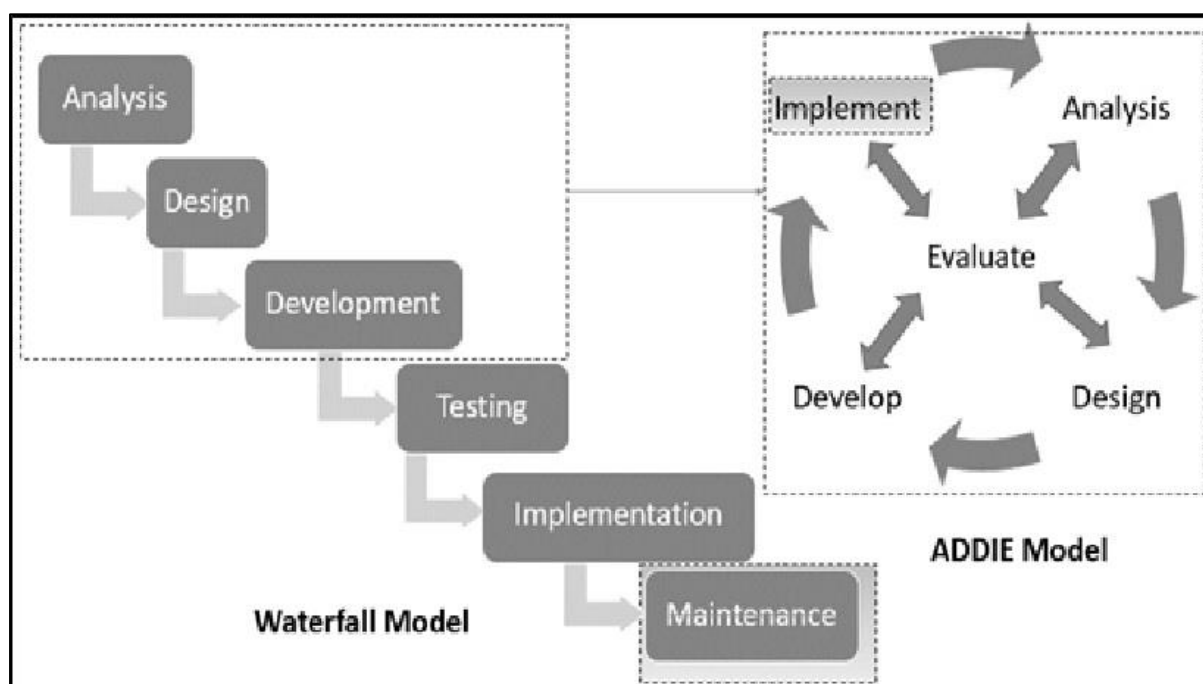 Analysis
Design
Development
Testing
Implementation
Maintenance
Waterfall Model
Implement
Analysis
Evaluate
Develop
Design
ADDIE Model